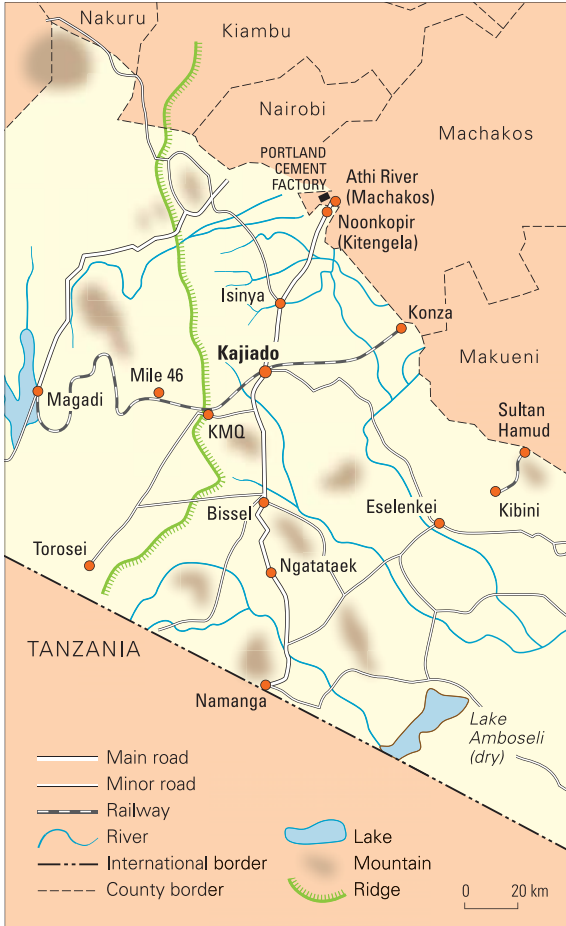 Nakuru
Kiambu
Nairobi
Machakos
PORTLAND
CEMENT
FACTORY
Athi River
(Machakos)
Noonkopir
(Kitengela)
Isinya
Konza
Kajiado
Makueni
Mile 46
Magadi
KMQ
Sultan
Hamud
Bissel
Eselenkei
Kibini
Torosei
Ngatataek
TANZANIA
Namanga
Lake
Amboseli
(dry)
Main road
Minor road
Railway
River
International border
County border
Lake
Mountain
Ridge
0 20 km